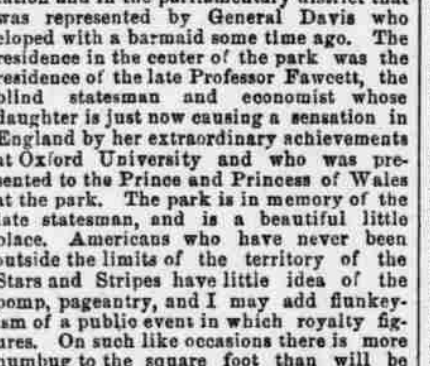 was represented by General Davis who
eloped with a barmaid some time ago. The
residence in the center of the park was the
residence of the late Professor Fawcett, the
blind statesman and economist whose
daughter is just now causing a sensation in
England by her extraordinary achievements
at Oxford University and who was pre-
sented to the Prince and Princess of Wales
at the park. The park is in memory of the
late statesman, and is a beautiful little
place. Americans who have never been
outside the limits of the territory of the
Stars and Stripes have little idea of the
pomp, pageantry, and I may add flunkey-
ism of a public event in which royalty fig-
ures. On such like occasions there is more
humbug to the square foot than will be